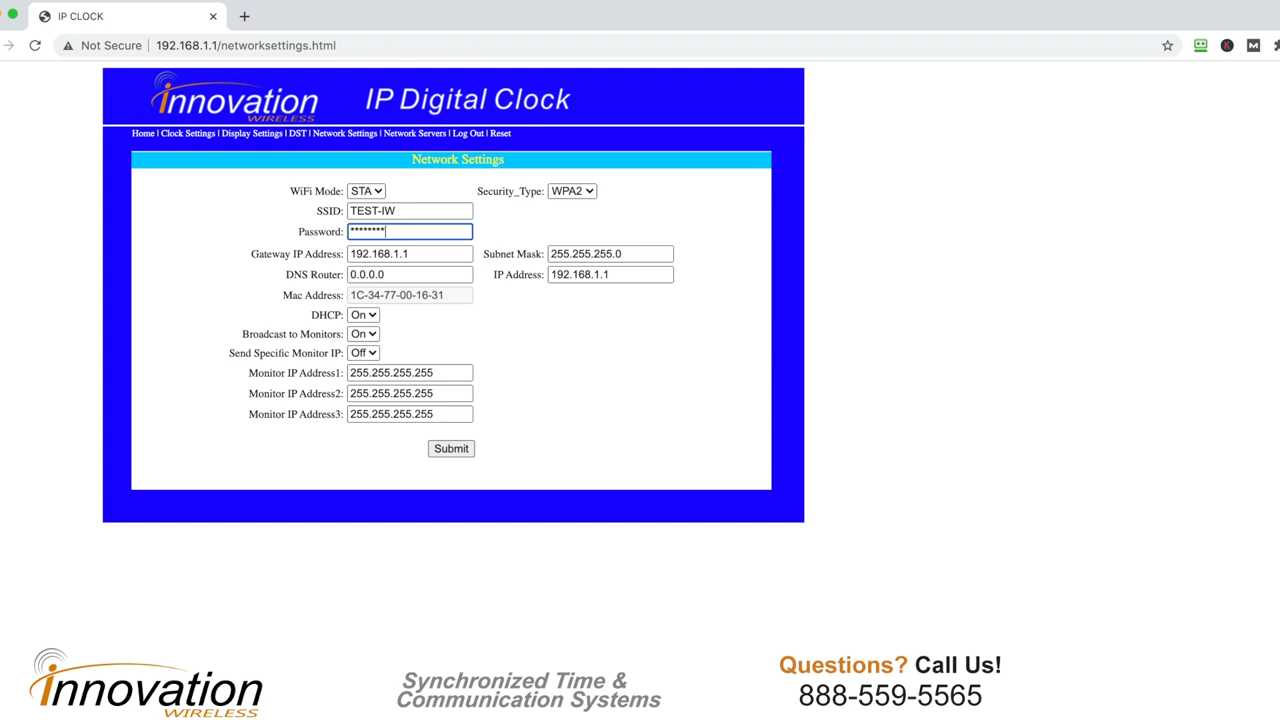 IP CLOCK
Not Secure 192.168.1.1/networksettings.html
innovation WIRELESS
IP Digital Clock
Home | Clock Settings | Display Settings | DST | Network Settings | Network Servers | Log Out | Reset
Network Settings
WiFi Mode: STA Security_Type: WPA2
SSID: TEST-IW
Password: ********
Gateway IP Address: 192.168.1.1 Subnet Mask: 255.255.255.0
DNS Router: 0.0.0.0 IP Address: 192.168.1.1
Mac Address: 1C-34-77-00-16-31
DHCP: On
Broadcast to Monitors: On
Send Specific Monitor IP: Off
Monitor IP Address1: 255.255.255.255
Monitor IP Address2: 255.255.255.255
Monitor IP Address3: 255.255.255.255
Submit
innovation
WIRELESS
Synchronized Time &
Communication Systems
Questions? Call Us!
888-559-5565